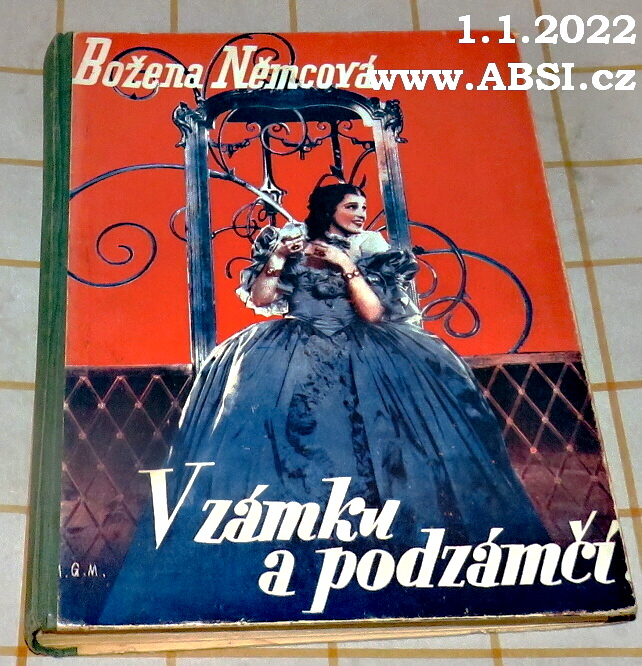 1.1.2022
www.ABSI.cz
Božena Němcová
V zámku
a podzámčí.
I.G.M.